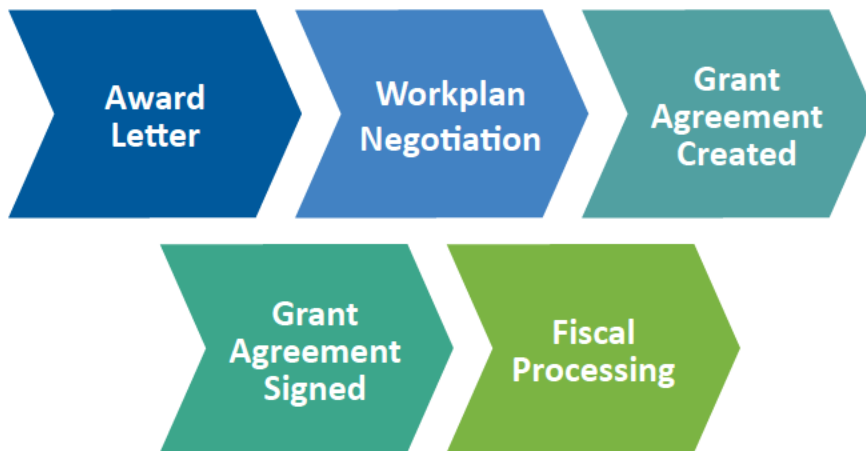 Award
Letter
Workplan
Negotiation
Grant
Agreement
Created
Grant
Agreement
Signed
Fiscal
Processing